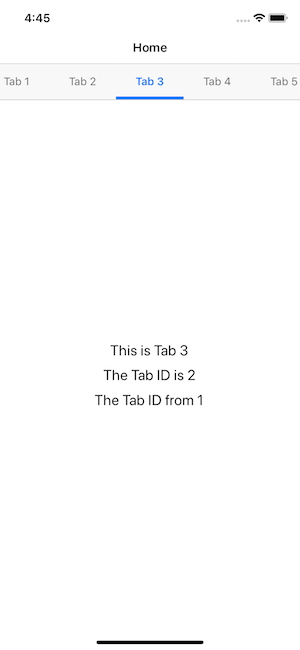 4:45
Home
Tab 1 Tab 2 Tab 3 Tab 4 Tab 5
This is Tab 3
The Tab ID is 2
The Tab ID from 1